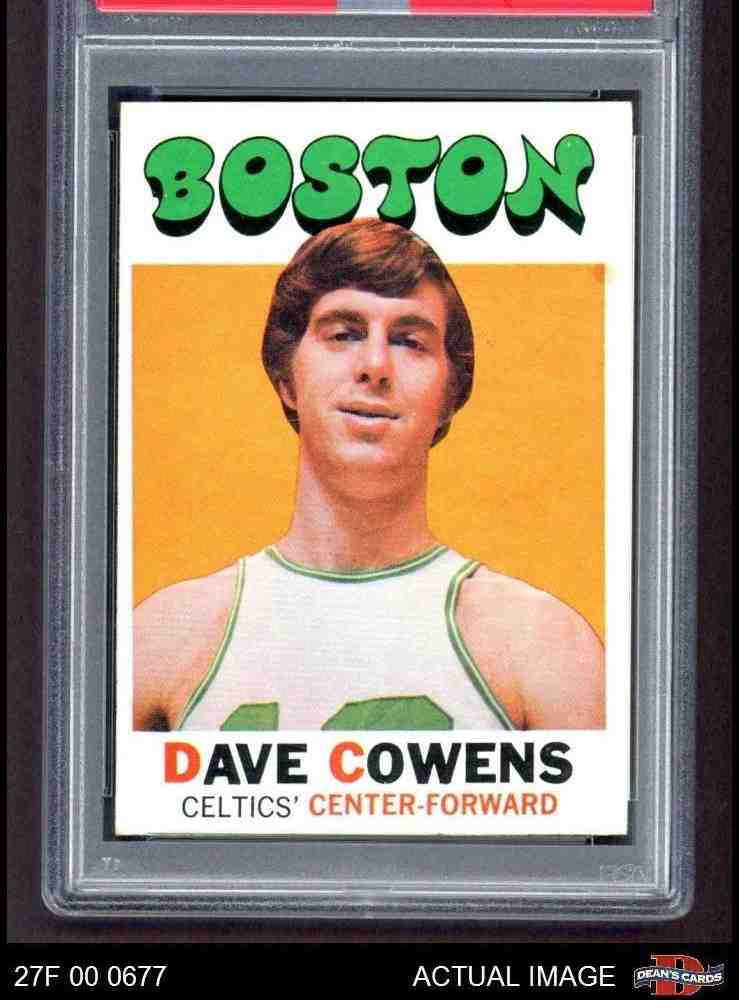 BOSTON
DAVE COWENS
CELTICS' CENTER-FORWARD
27F 00 0677
ACTUAL IMAGE
DEAN'S CARDS